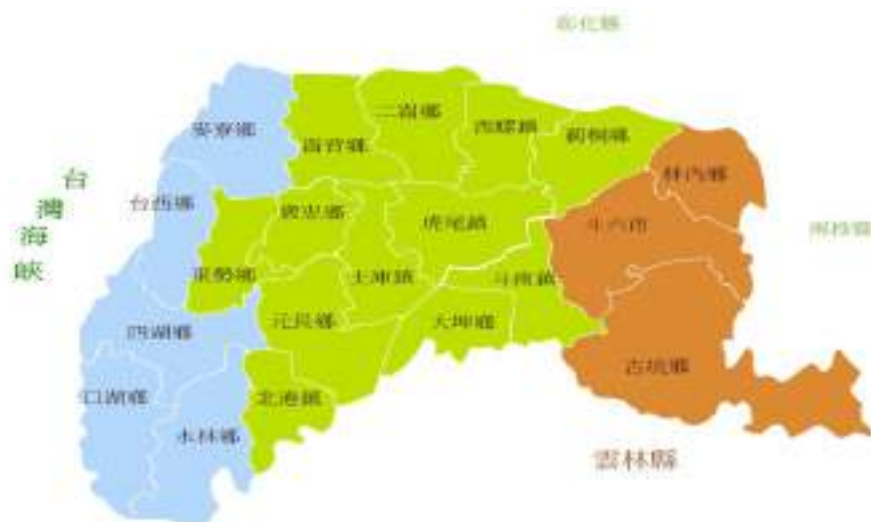 彰化縣
二崙鄉
西螺鎮
莿桐鄉
麥寮鄉
崙背鄉
林內鄉
台灣海峽
台西鄉
褒忠鄉
虎尾鎮
斗六市
南投縣
東勢鄉
土庫鎮
斗南鎮
四湖鄉
元長鄉
大埤鄉
古坑鄉
口湖鄉
北港鎮
水林鄉
雲林縣